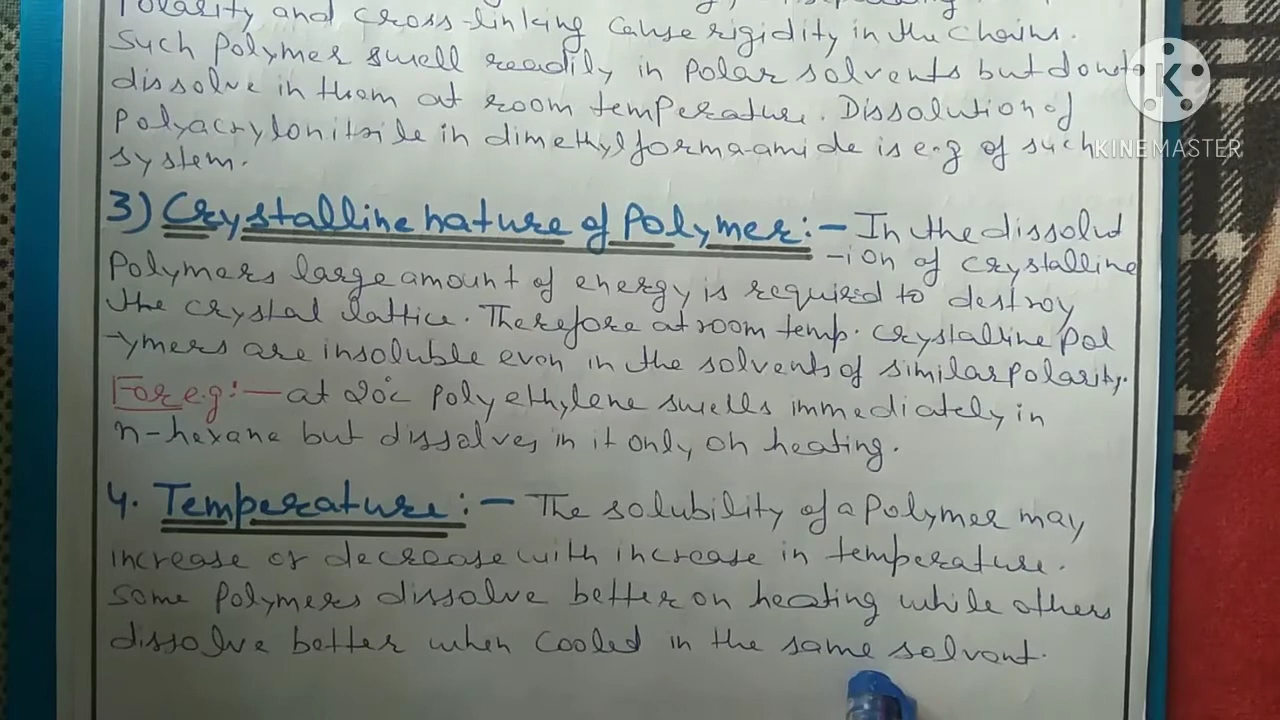 Polarity and cross-linking cause rigidity in the chains.
Such Polymer swell readily in Polar solvents but donot
dissolve in them at room temperature. Dissolution of
Polyacrylonitrile in dimethylforma-amide is e.g of such
system.
K
KINEMASTER
3) Crystalline nature of Polymer:- In the dissolut
-ion of crystalline
Polymers large amount of energy is required to destroy
the crystal lattice. Therefore at room temp. crystalline Pol
-ymers are insoluble even in the solvents of similar polarity.
For e.g:- at 20°c polyethylene swells immediately in
n-hexane but dissolves in it only on heating.
4. Temperature:- The solubility of a Polymer may
increase or decrease with increase in temperature.
Some Polymers dissolve better on heating while others
dissolve better when cooled in the same solvent.